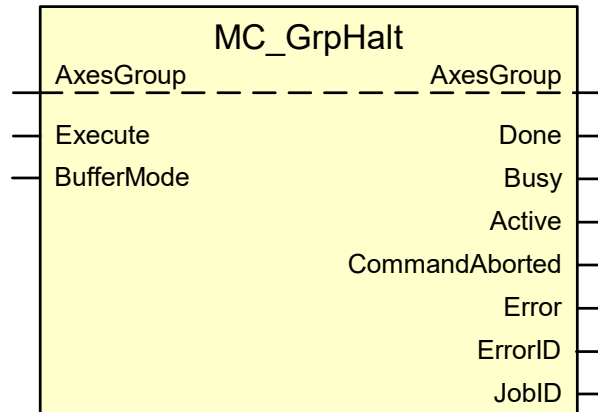 MC_GrpHalt
AxesGroup AxesGroup
Execute Done
BufferMode Busy
Active
CommandAborted
Error
ErrorID
JobID